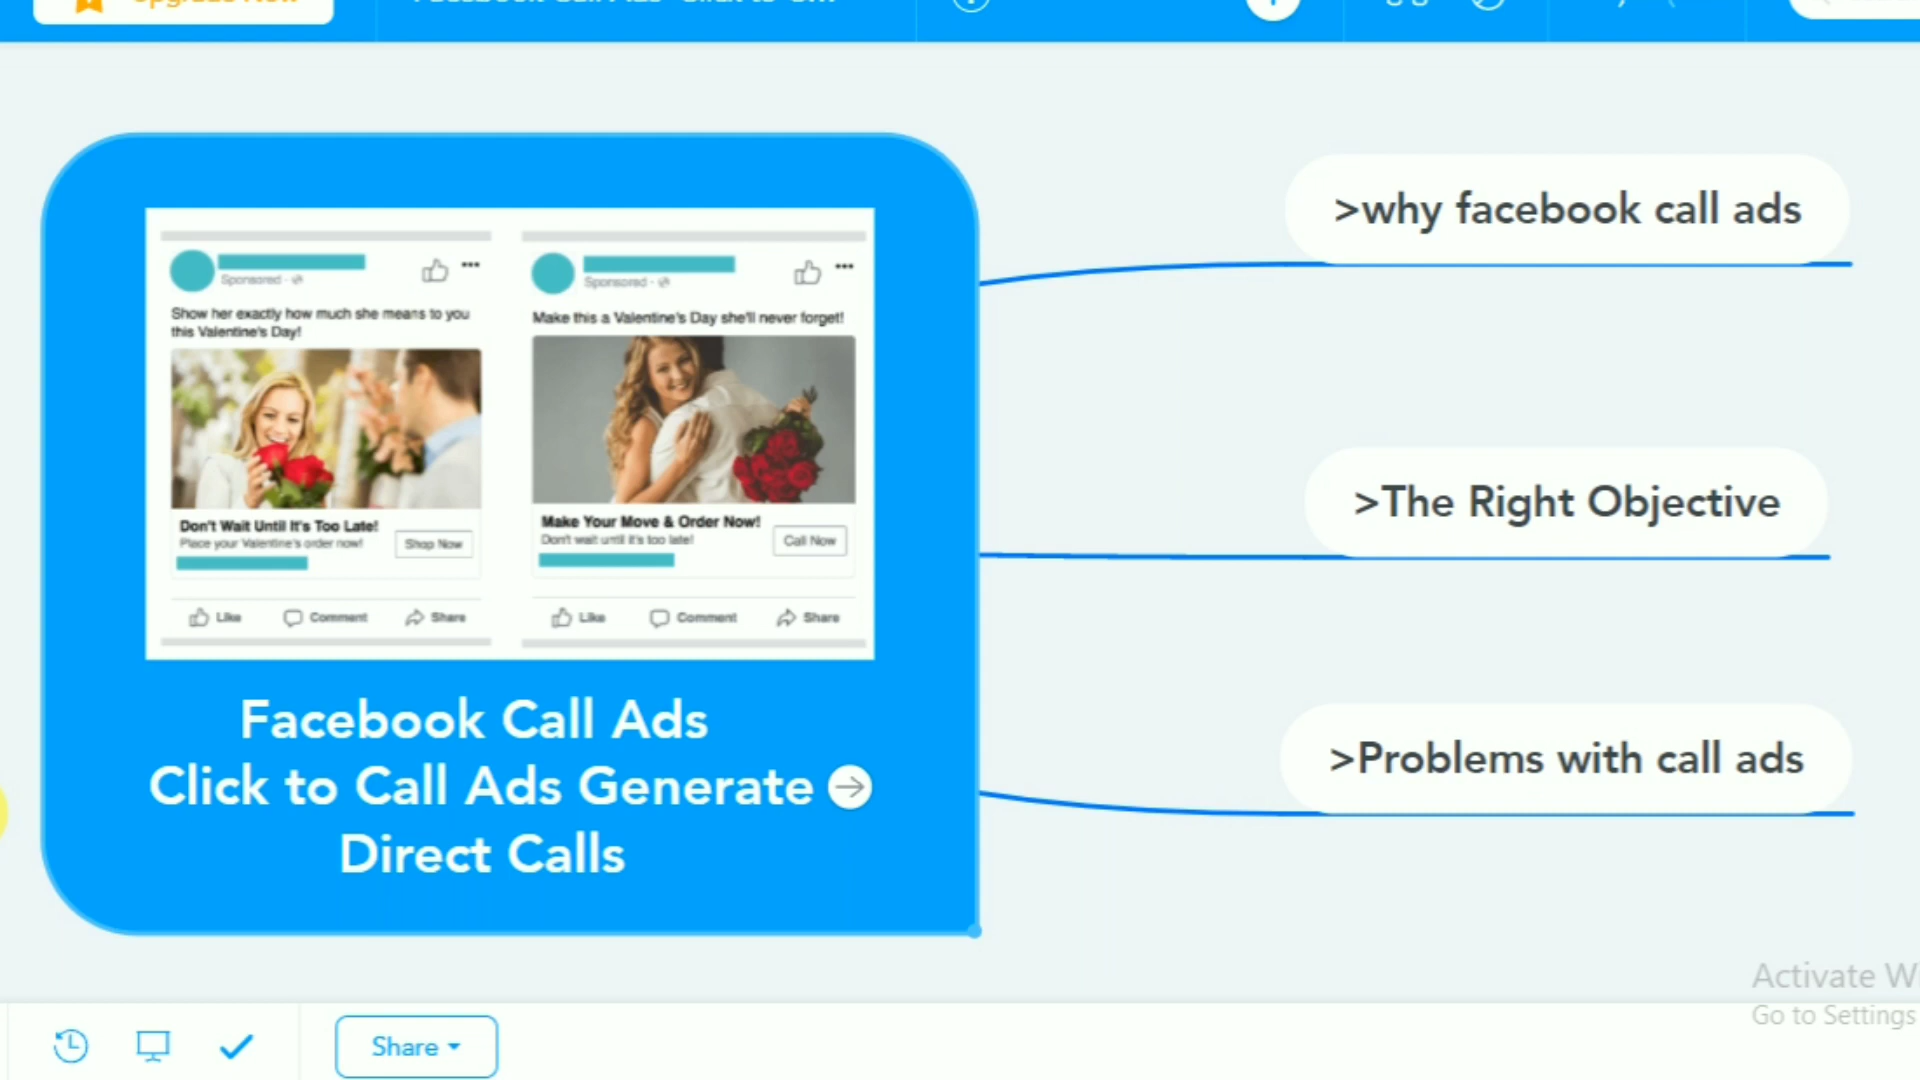 >why facebook call ads
Sponsored ·
Show her exactly how much she means to you
this Valentine's Day!
Don't Wait Until It's Too Late!
Place your Valentine's order now!
Shop Now
Like
Comment
Share
Sponsored ·
Make this a Valentine's Day she'll never forget!
Make Your Move & Order Now!
Don't wait until it's too late!
Call Now
Like
Comment
Share
>The Right Objective
Facebook Call Ads
Click to Call Ads Generate
Direct Calls
>Problems with call ads
Activate W
Go to Settings
Share